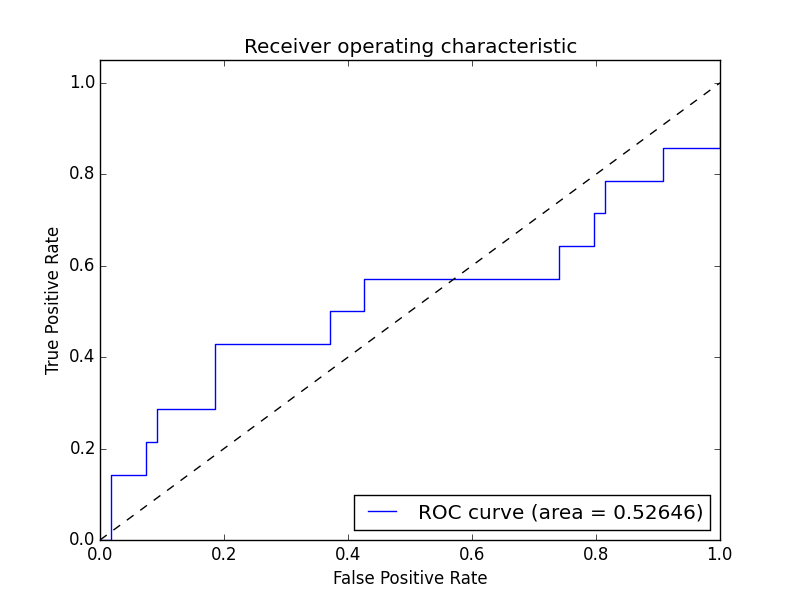 Receiver operating characteristic
1.0
0.8
0.6
0.4
0.2
0.0
True Positive Rate
ROC curve (area = 0.52646)
0.0 0.2 0.4 0.6 0.8 1.0
False Positive Rate